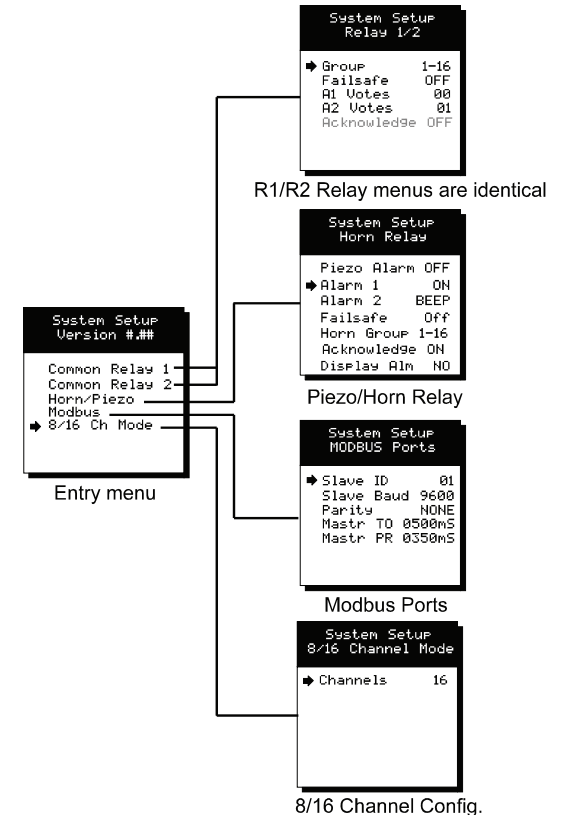 System Setup
Relay 1/2
Group 1-16
Failsafe OFF
A1 Votes 00
A2 Votes 01
Acknowledge OFF
R1/R2 Relay menus are identical
System Setup
Horn Relay
Piezo Alarm OFF
Alarm 1 ON
Alarm 2 BEEP
Failsafe Off
Horn Group 1-16
Acknowledge ON
Display Alm NO
Piezo/Horn Relay
System Setup
Version #.##
Common Relay 1
Common Relay 2
Horn/Piezo
Modbus
8/16 Ch Mode
Entry menu
System Setup
MODBUS Ports
Slave ID 01
Slave Baud 9600
Parity NONE
Mastr TO 0500mS
Mastr PR 0350mS
Modbus Ports
System Setup
8/16 Channel Mode
Channels 16
8/16 Channel Config.